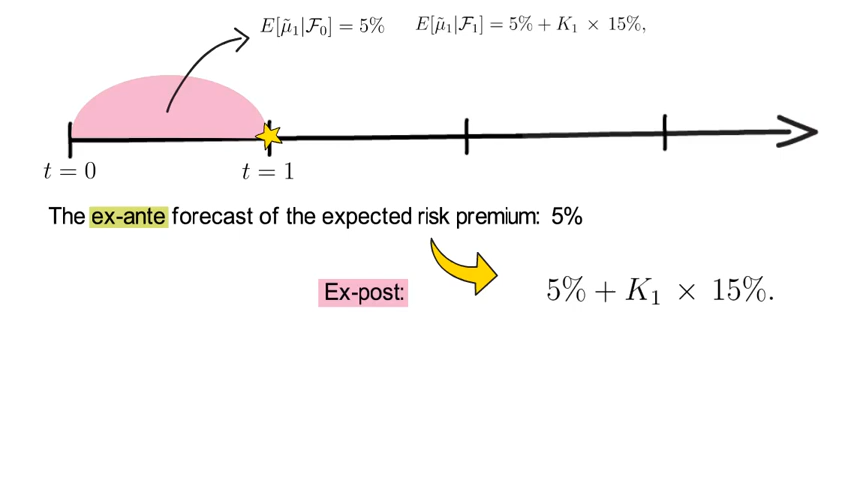 E[μ̃₁|ℱ₀] = 5% E[μ̃₁|ℱ₁] = 5% + K₁ × 15%,
t = 0 t = 1
The ex-ante forecast of the expected risk premium: 5%
Ex-post: 5% + K₁ × 15%.